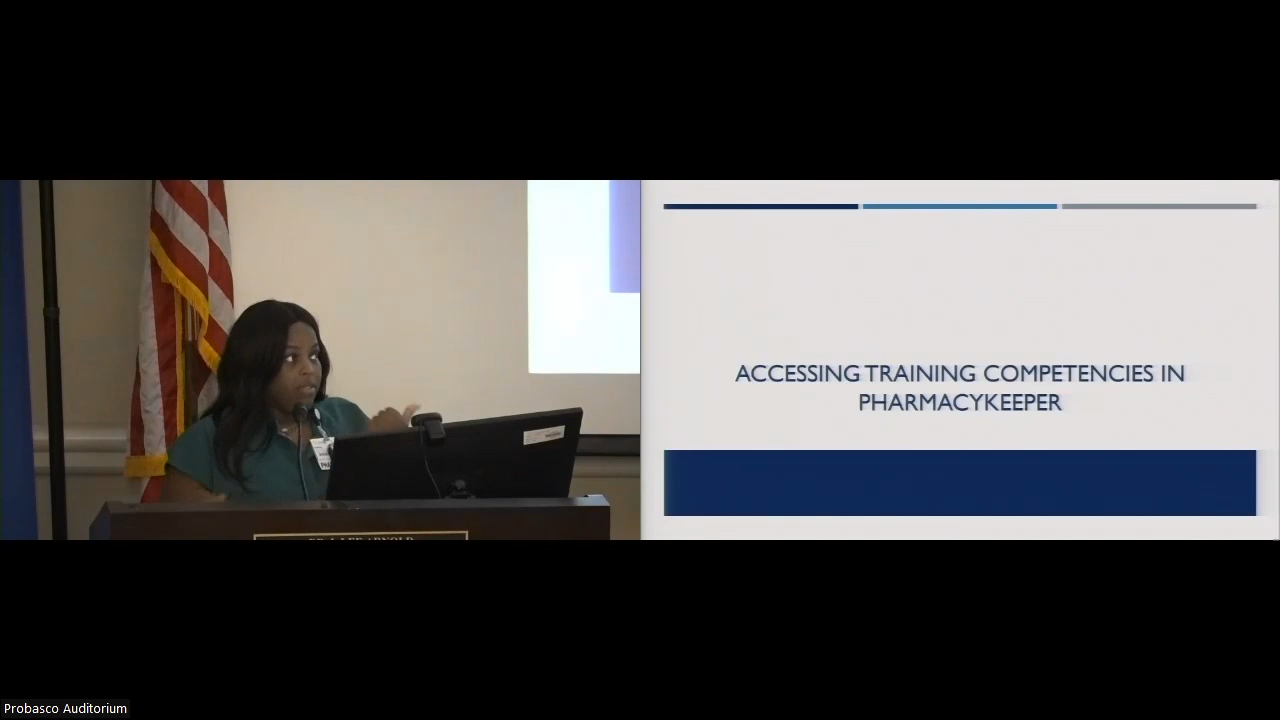 ACCESSING TRAINING COMPETENCIES IN
PHARMACYKEEPER
Probasco Auditorium